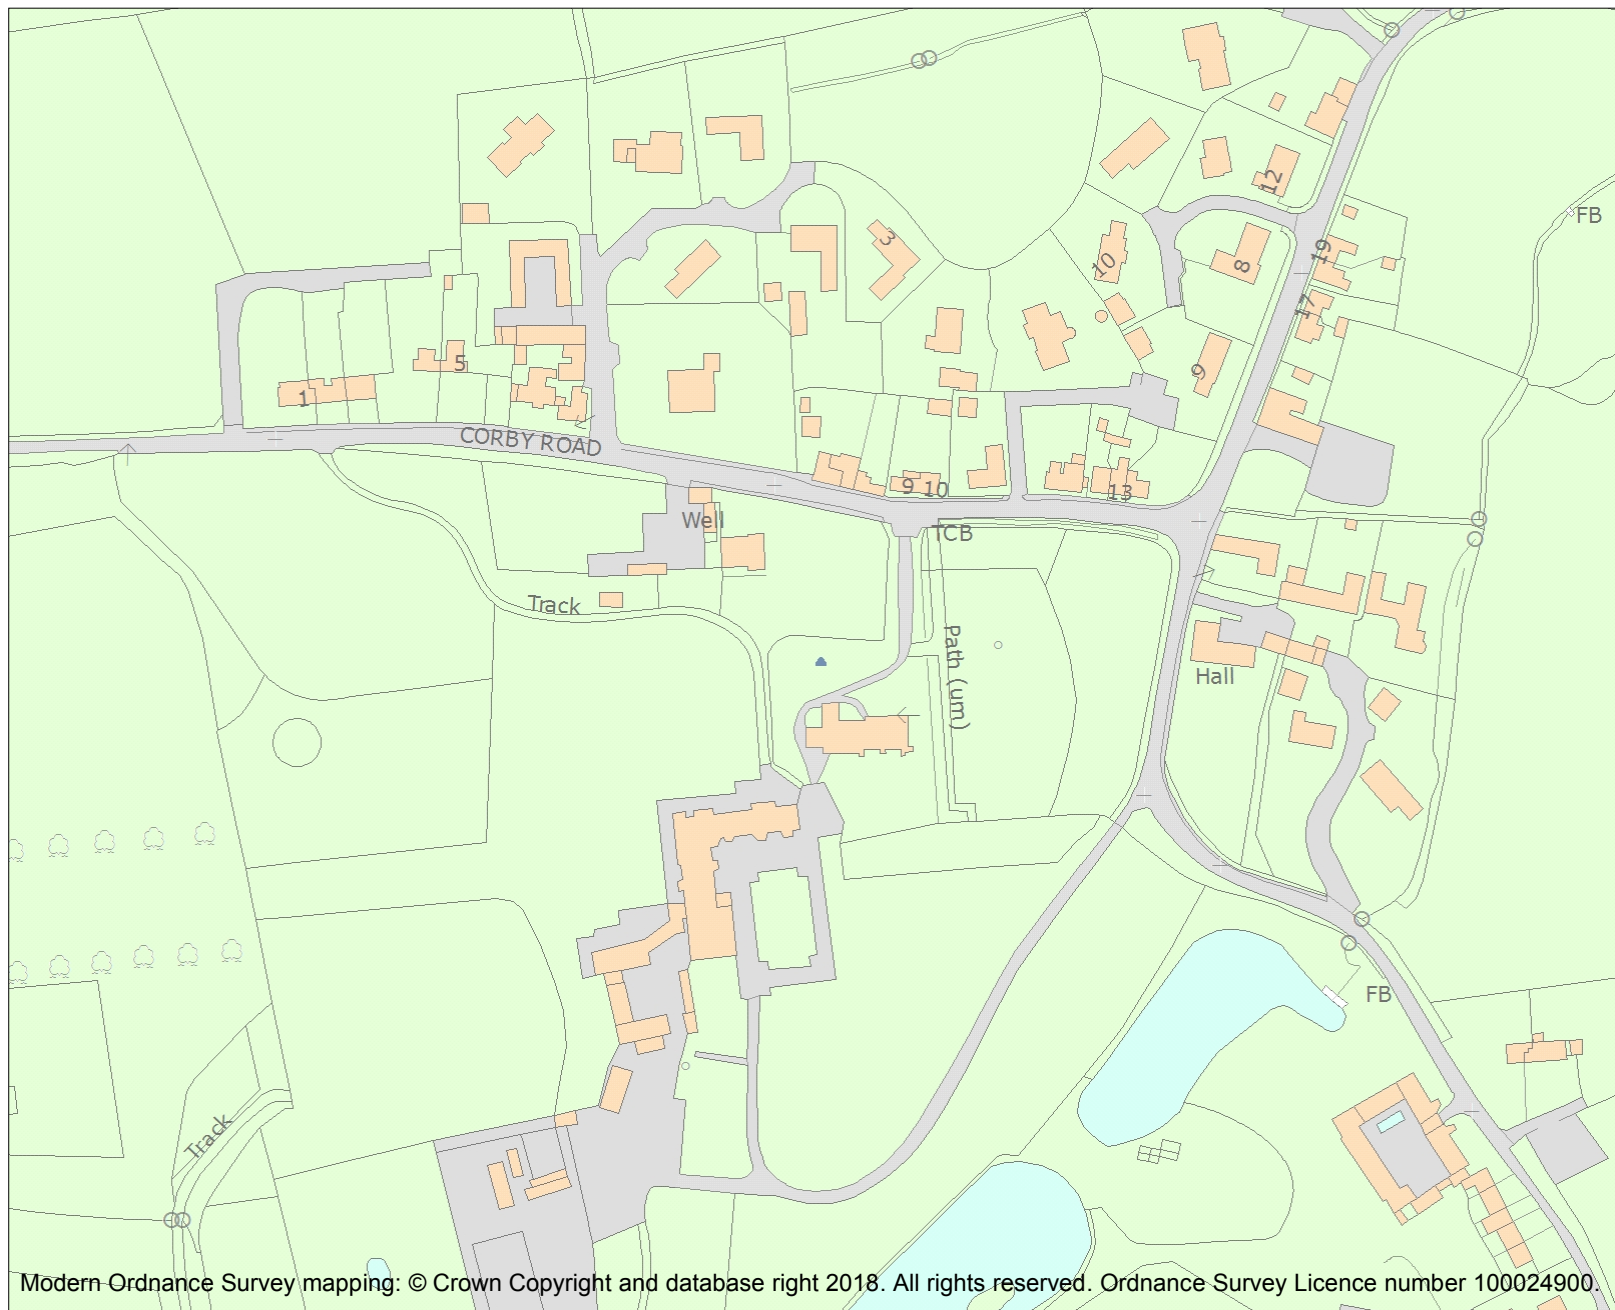 12
FB
3
19
10
8
17
5
9
1
CORBY ROAD
9 10
13
Well
TCB
Track
Path (um)
Hall
FB
Track
Modern Ordnance Survey mapping: © Crown Copyright and database right 2018. All rights reserved. Ordnance Survey Licence number 100024900.